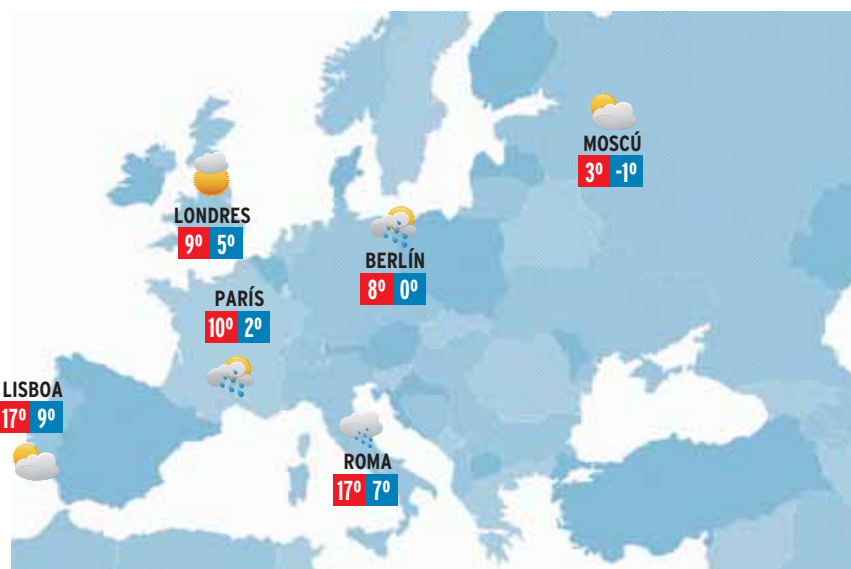 MOSCÚ
3º -1º
LONDRES
9º 5º
BERLÍN
8º 0º
PARÍS
10º 2º
LISBOA
17º 9º
ROMA
17º 7º